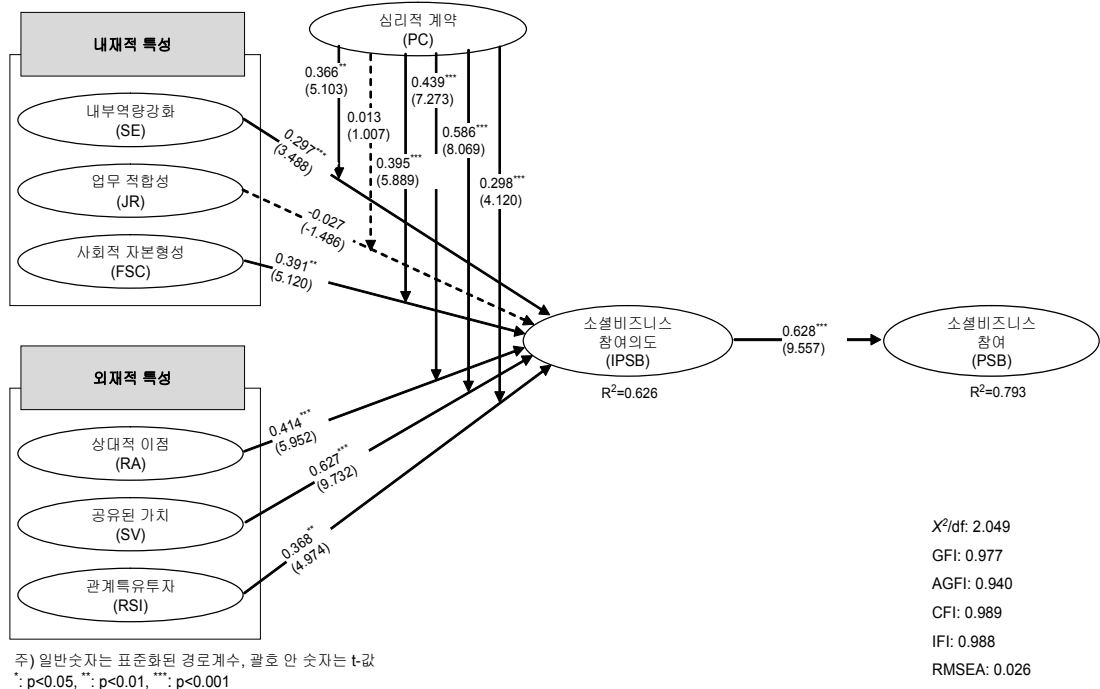 내재적 특성
내부역량강화
(SE)
업무 적합성
(JR)
사회적 자본형성
(FSC)
외재적 특성
상대적 이점
(RA)
공유된 가치
(SV)
관계특유투자
(RSI)
심리적 계약
(PC)
0.366**
(5.103)
0.013
(1.007)
0.395***
(5.889)
0.439***
(7.273)
0.586***
(8.069)
0.298***
(4.120)
0.297***
(3.488)
-0.027
(-1.486)
0.391**
(5.120)
0.414***
(5.952)
0.627***
(9.732)
0.368**
(4.974)
소셜비즈니스
참여의도
(IPSB)
R²=0.626
0.628***
(9.557)
소셜비즈니스
참여
(PSB)
R²=0.793
X²/df: 2.049
GFI: 0.977
AGFI: 0.940
CFI: 0.989
IFI: 0.988
RMSEA: 0.026
주) 일반숫자는 표준화된 경로계수, 괄호 안 숫자는 t-값
*: p<0.05, **: p<0.01, ***: p<0.001